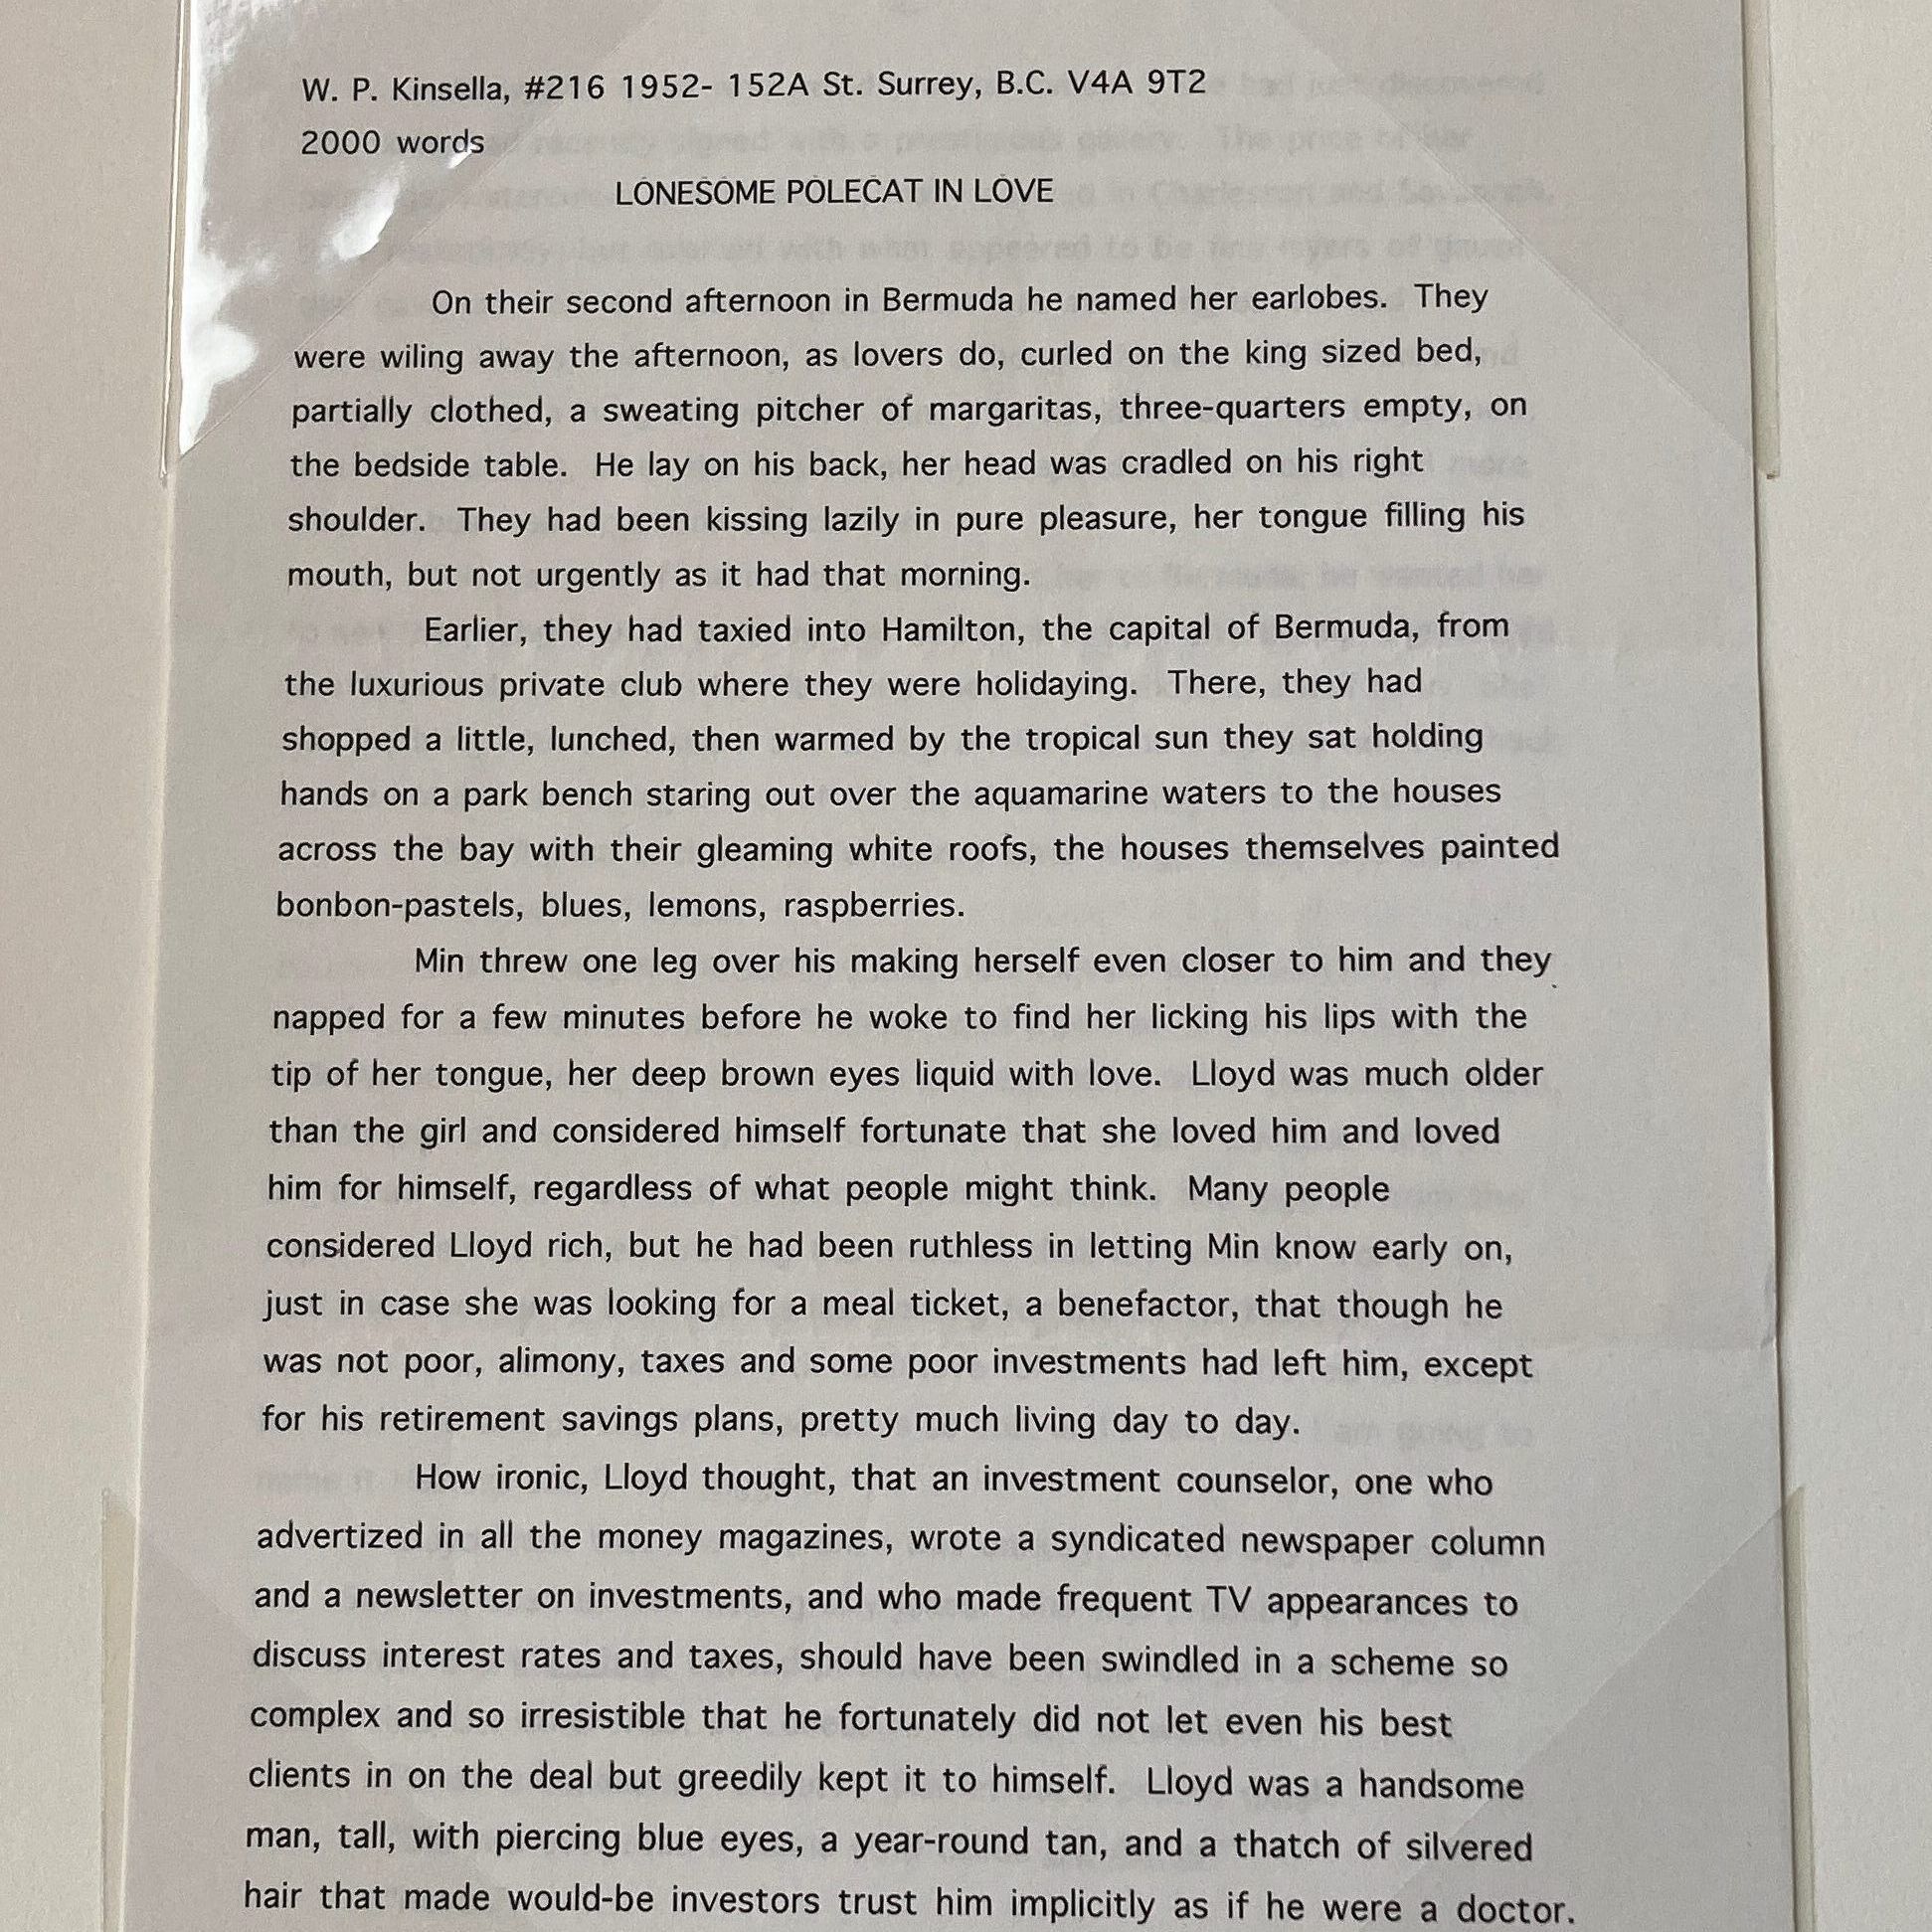 W. P. Kinsella, #216 1952- 152A St. Surrey, B.C. V4A 9T2
2000 words
LONESOME POLECAT IN LOVE
On their second afternoon in Bermuda he named her earlobes. They
were wiling away the afternoon, as lovers do, curled on the king sized bed,
partially clothed, a sweating pitcher of margaritas, three-quarters empty, on
the bedside table. He lay on his back, her head was cradled on his right
shoulder. They had been kissing lazily in pure pleasure, her tongue filling his
mouth, but not urgently as it had that morning.
Earlier, they had taxied into Hamilton, the capital of Bermuda, from
the luxurious private club where they were holidaying. There, they had
shopped a little, lunched, then warmed by the tropical sun they sat holding
hands on a park bench staring out over the aquamarine waters to the houses
across the bay with their gleaming white roofs, the houses themselves painted
bonbon-pastels, blues, lemons, raspberries.
Min threw one leg over his making herself even closer to him and they
napped for a few minutes before he woke to find her licking his lips with the
tip of her tongue, her deep brown eyes liquid with love. Lloyd was much older
than the girl and considered himself fortunate that she loved him and loved
him for himself, regardless of what people might think. Many people
considered Lloyd rich, but he had been ruthless in letting Min know early on,
just in case she was looking for a meal ticket, a benefactor, that though he
was not poor, alimony, taxes and some poor investments had left him, except
for his retirement savings plans, pretty much living day to day.
How ironic, Lloyd thought, that an investment counselor, one who
advertized in all the money magazines, wrote a syndicated newspaper column
and a newsletter on investments, and who made frequent TV appearances to
discuss interest rates and taxes, should have been swindled in a scheme so
complex and so irresistible that he fortunately did not let even his best
clients in on the deal but greedily kept it to himself. Lloyd was a handsome
man, tall, with piercing blue eyes, a year-round tan, and a thatch of silvered
hair that made would-be investors trust him implicitly as if he were a doctor.